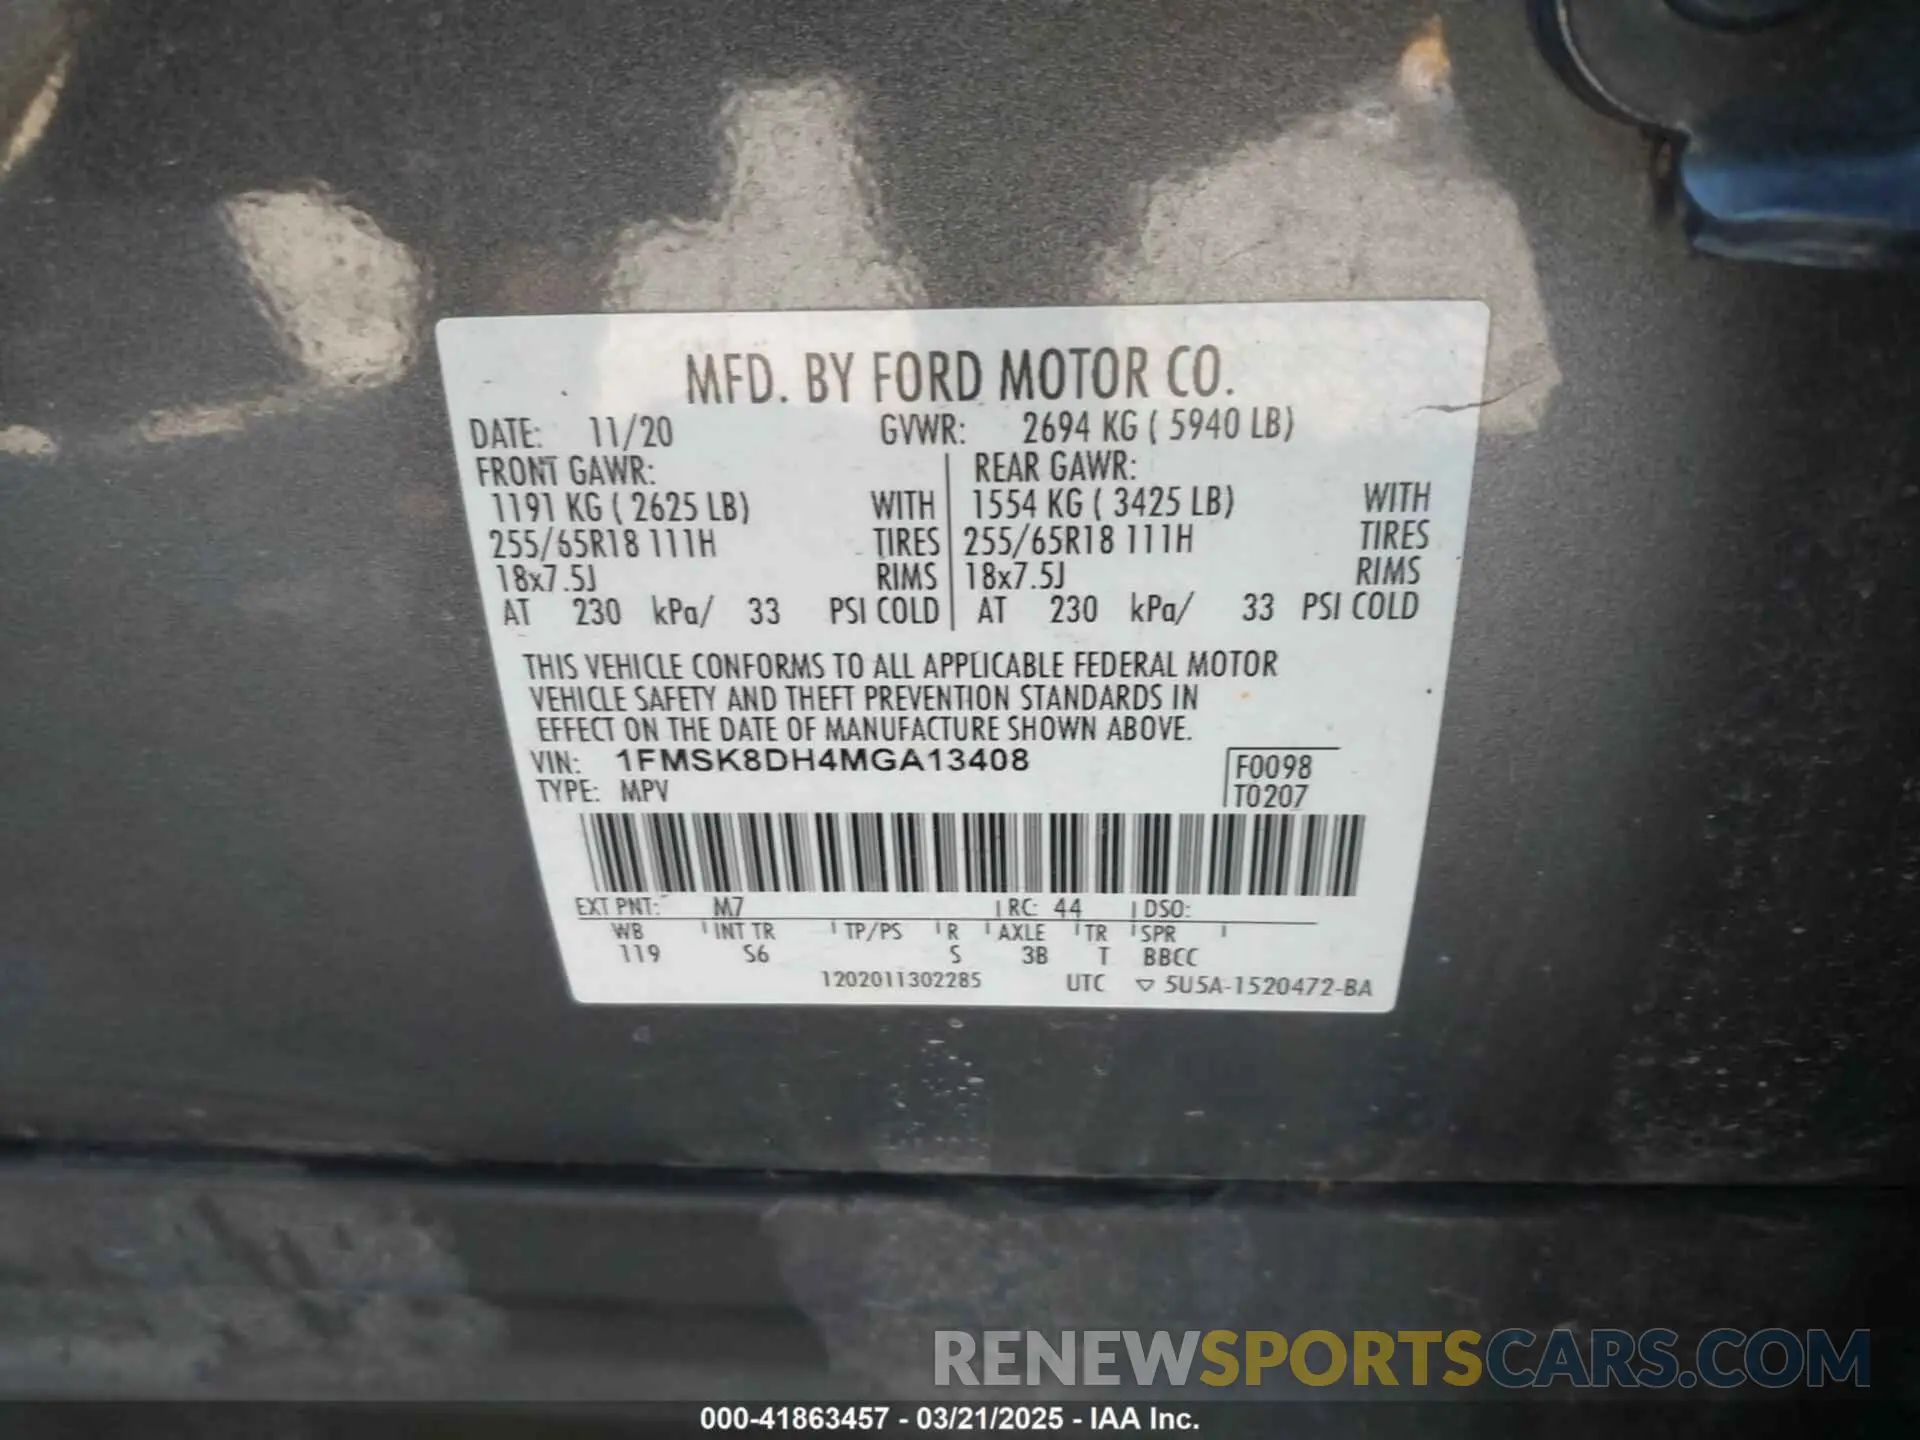 MFD. BY FORD MOTOR CO.
DATE: 11/20 GVWR: 2694 KG ( 5940 LB)
FRONT GAWR: REAR GAWR:
1191 KG ( 2625 LB) WITH 1554 KG ( 3425 LB) WITH
255/65R18 111H TIRES 255/65R18 111H TIRES
18x7.5J RIMS 18x7.5J RIMS
AT 230 kPa/ 33 PSI COLD AT 230 kPa/ 33 PSI COLD
THIS VEHICLE CONFORMS TO ALL APPLICABLE FEDERAL MOTOR
VEHICLE SAFETY AND THEFT PREVENTION STANDARDS IN
EFFECT ON THE DATE OF MANUFACTURE SHOWN ABOVE.
VIN: 1FMSK8DH4MGA13408 F0098
TYPE: MPV T0207
EXT PNT: M7 RC: 44 DSO:
WB INT TR TP/PS R AXLE TR SPR
119 S6 S 3B T BBCC
1202011302285 UTC ▽ 5U5A-1520472-BA
RENEWSPORTSCARS.COM
000-41863457 - 03/21/2025 - IAA Inc.